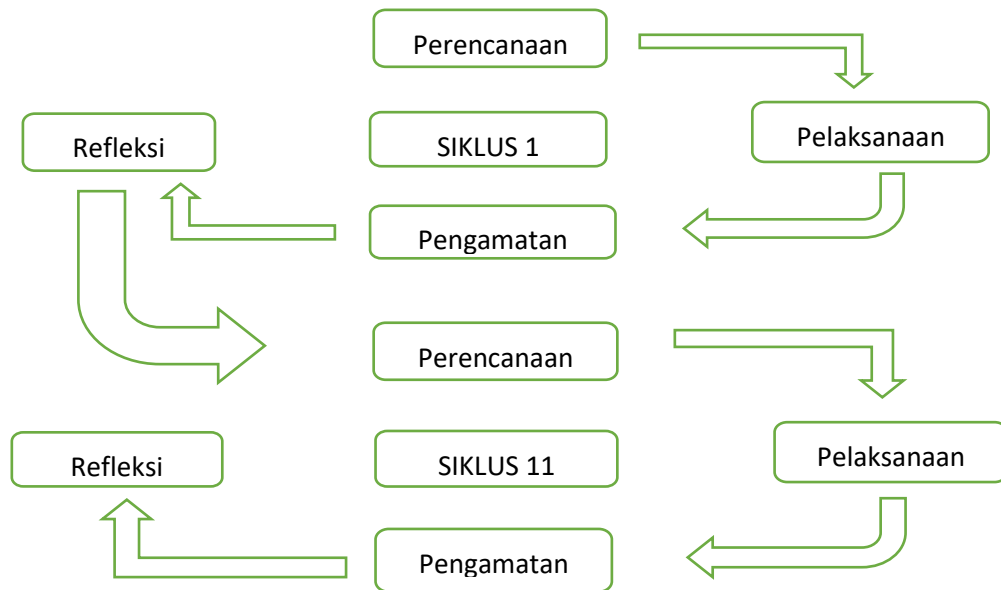 Perencanaan
Refleksi
SIKLUS 1
Pelaksanaan
Pengamatan
Perencanaan
Refleksi
SIKLUS 11
Pelaksanaan
Pengamatan